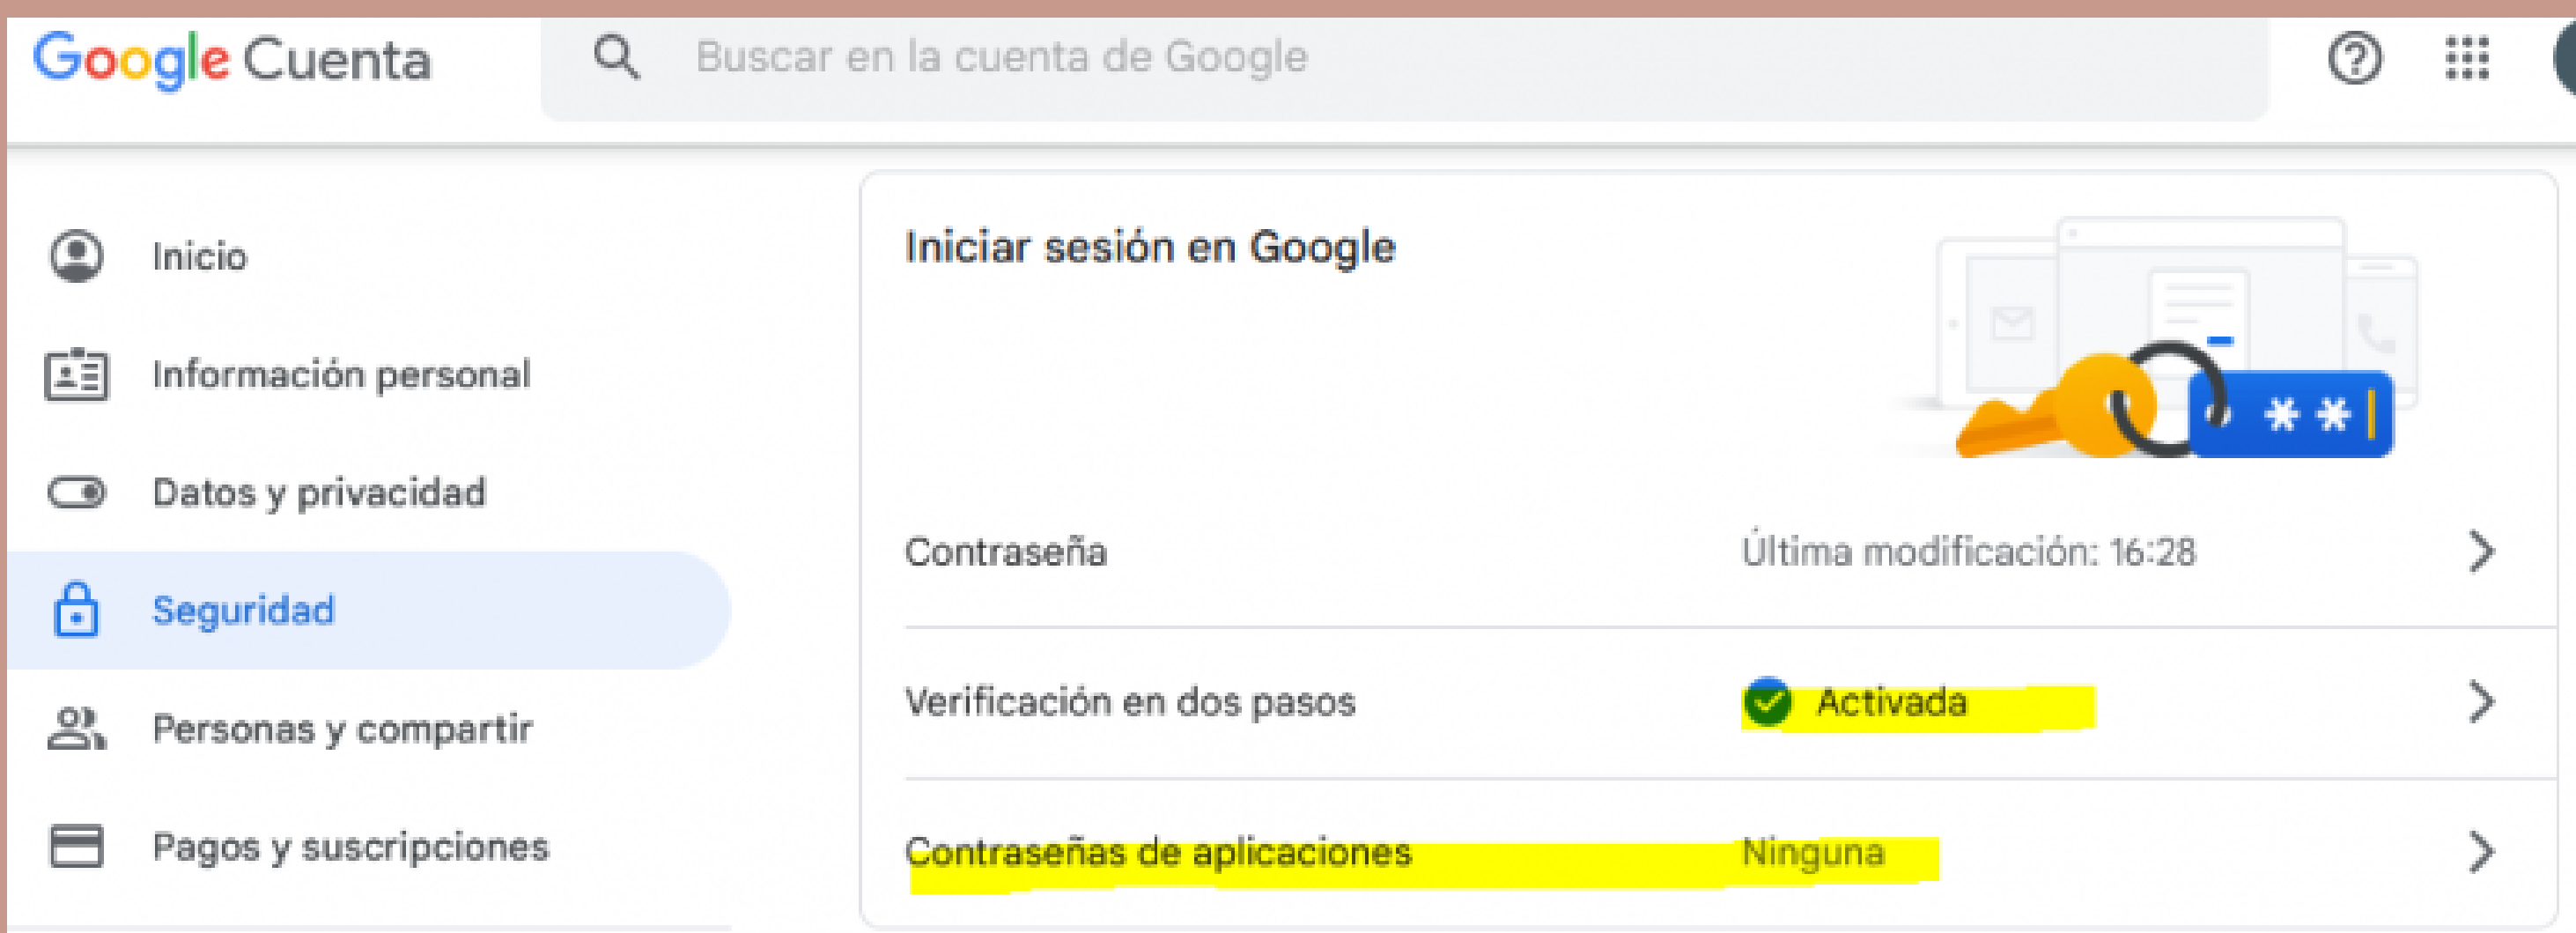 Google Cuenta
Buscar en la cuenta de Google
Inicio
Información personal
Datos y privacidad
Seguridad
Personas y compartir
Pagos y suscripciones
Iniciar sesión en Google
**
Contraseña Última modificación: 16:28
Verificación en dos pasos Activada
Contraseñas de aplicaciones Ninguna